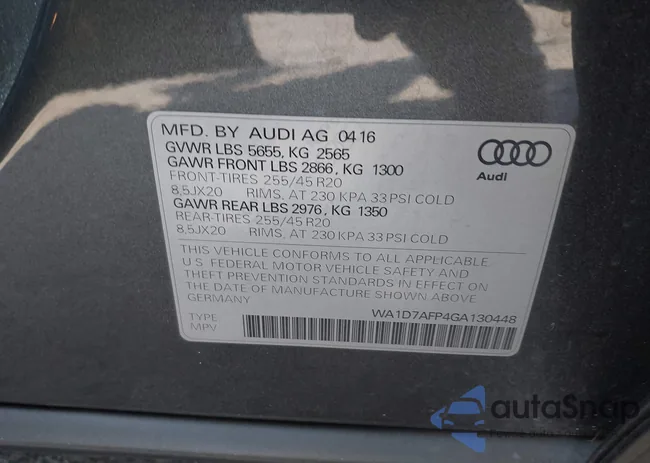 MFD. BY AUDI AG 04 16
GVWR LBS 5655, KG 2565
GAWR FRONT LBS 2866, KG 1300
FRONT-TIRES 255/45 R20
8,5JX20 RIMS, AT 230 KPA 33 PSI COLD
GAWR REAR LBS 2976, KG 1350
REAR-TIRES 255/45 R20
8,5JX20 RIMS, AT 230 KPA 33 PSI COLD
THIS VEHICLE CONFORMS TO ALL APPLICABLE
U.S. FEDERAL MOTOR VEHICLE SAFETY AND
THEFT PREVENTION STANDARDS IN EFFECT ON
THE DATE OF MANUFACTURE SHOWN ABOVE
GERMANY
Audi
TYPE WA1D7AFP4GA130448
MPV
autaSnap